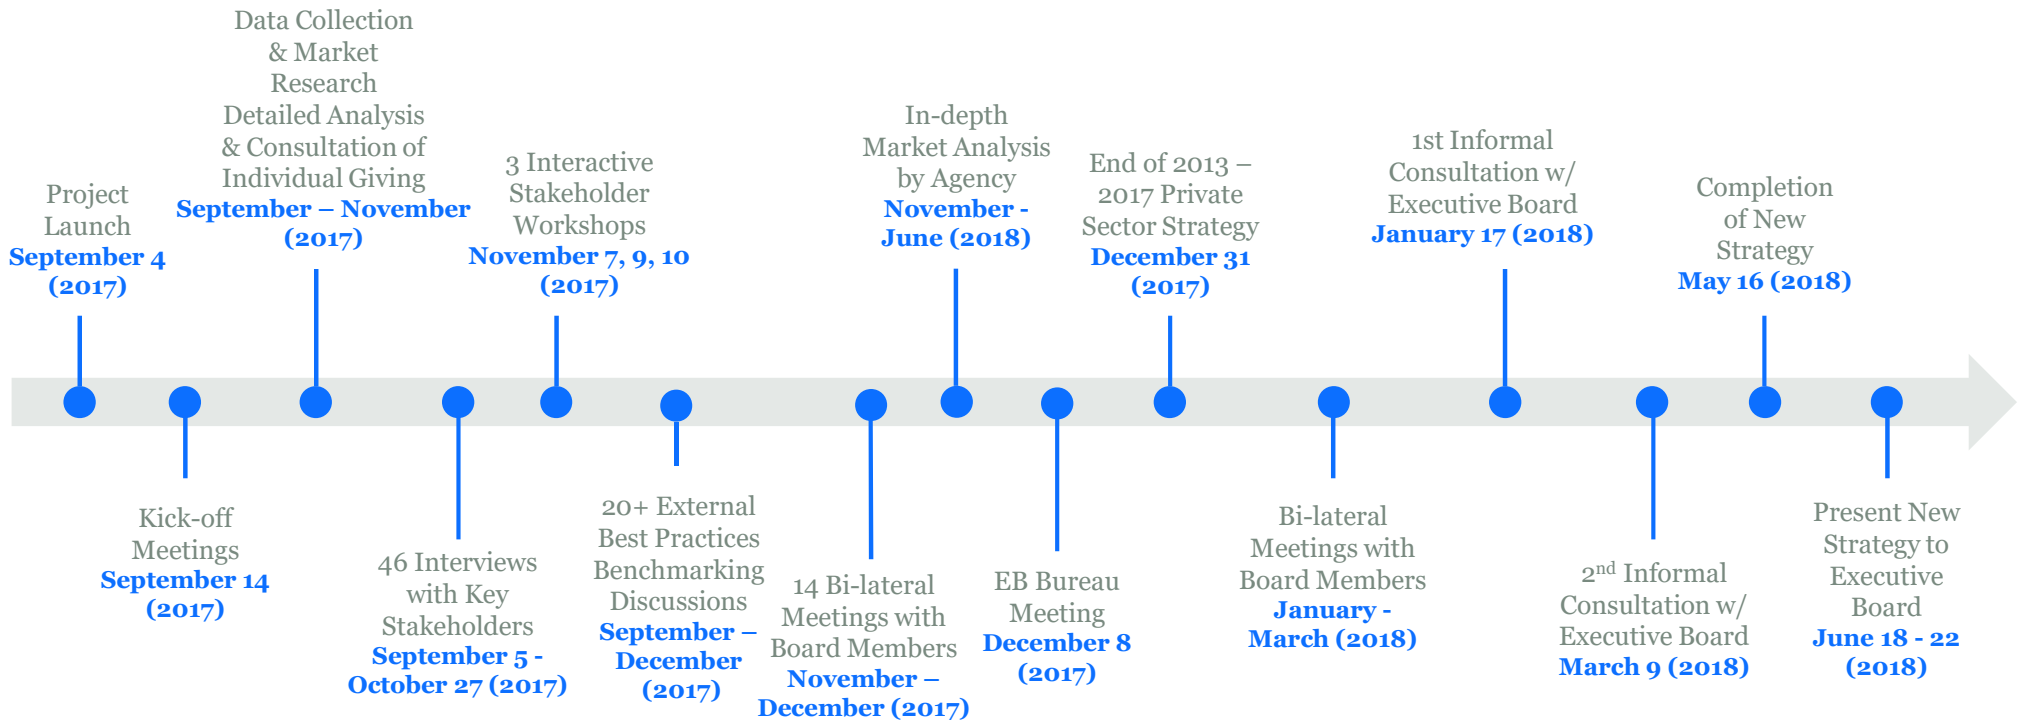 Project
Launch
September 4
(2017)
Kick-off
Meetings
September 14
(2017)
Data Collection
& Market
Research
Detailed Analysis
& Consultation of
Individual Giving
September – November
(2017)
46 Interviews
with Key
Stakeholders
September 5 -
October 27 (2017)
3 Interactive
Stakeholder
Workshops
November 7, 9, 10
(2017)
20+ External
Best Practices
Benchmarking
Discussions
September –
December
(2017)
14 Bi-lateral
Meetings with
Board Members
November –
December (2017)
In-depth
Market Analysis
by Agency
November -
June (2018)
EB Bureau
Meeting
December 8
(2017)
End of 2013 –
2017 Private
Sector Strategy
December 31
(2017)
Bi-lateral
Meetings with
Board Members
January -
March (2018)
1st Informal
Consultation w/
Executive Board
January 17 (2018)
2nd Informal
Consultation w/
Executive Board
March 9 (2018)
Completion
of New
Strategy
May 16 (2018)
Present New
Strategy to
Executive
Board
June 18 - 22
(2018)